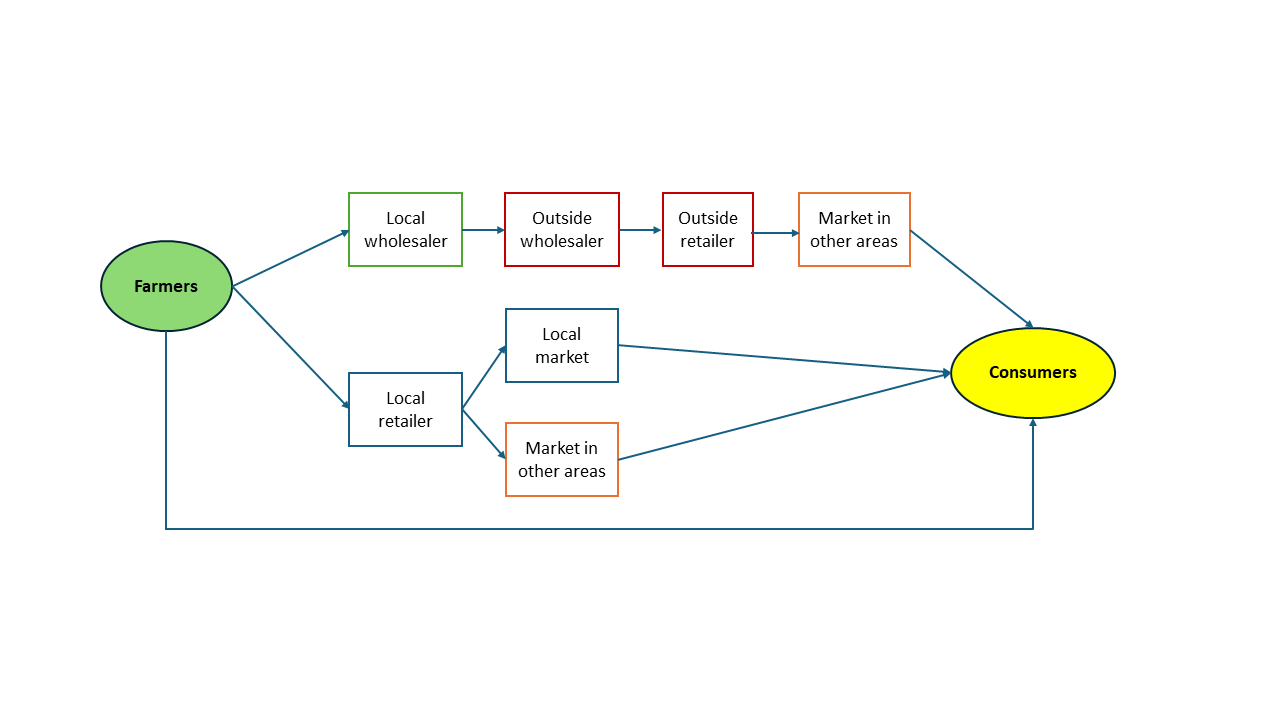 Local
wholesaler
Outside
wholesaler
Outside
retailer
Market in
other areas
Farmers
Local
market
Consumers
Local
retailer
Market in
other areas